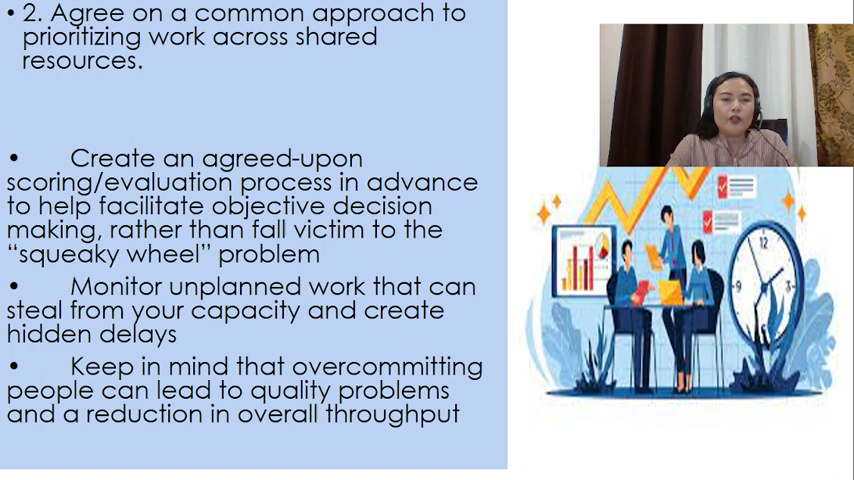 • 2. Agree on a common approach to
prioritizing work across shared
resources.
• Create an agreed-upon
scoring/evaluation process in advance
to help facilitate objective decision
making, rather than fall victim to the
“squeaky wheel” problem
• Monitor unplanned work that can
steal from your capacity and create
hidden delays
• Keep in mind that overcommitting
people can lead to quality problems
and a reduction in overall throughput
12
3
9